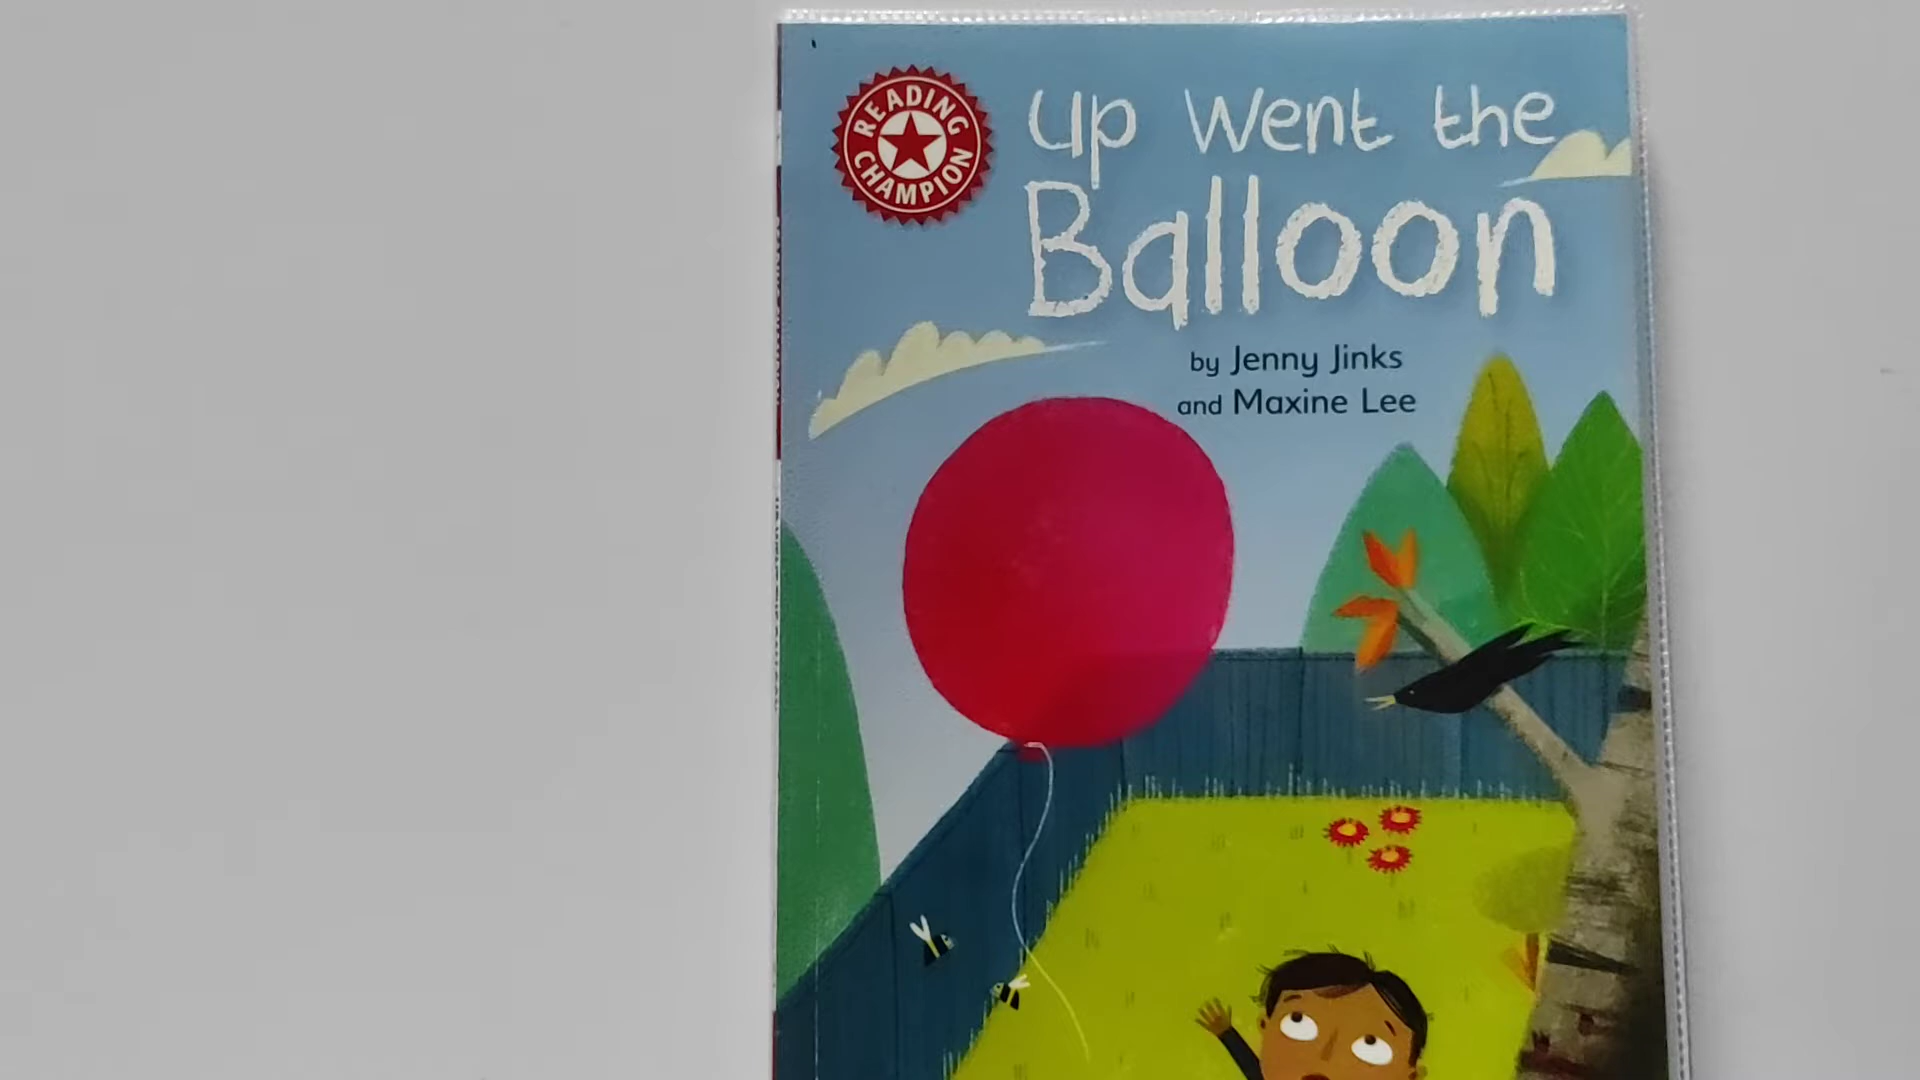 READING
CHAMPION
Up Went the
Balloon
by Jenny Jinks
and Maxine Lee